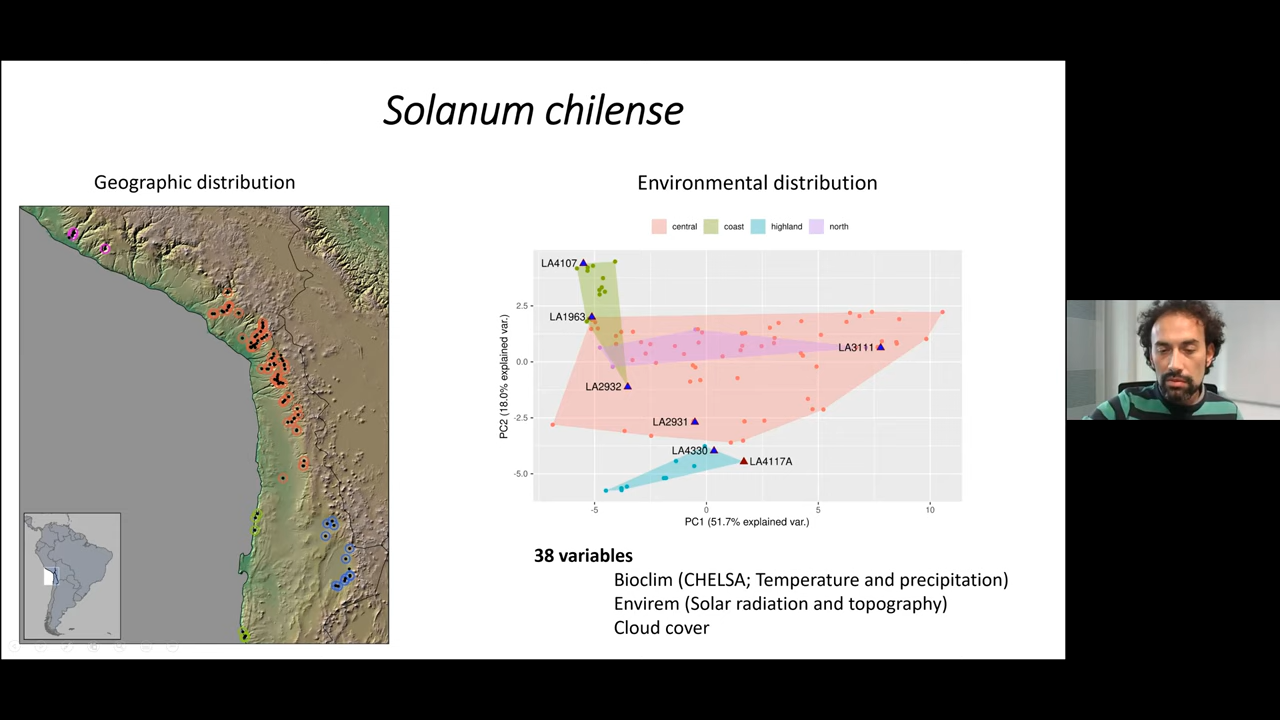 Solanum chilense
Geographic distribution
Environmental distribution
central coast highland north
LA4107
LA1963
LA3111
LA2932
LA2931
LA4330
LA4117A
2.5
0.0
-2.5
-5.0
PC2 (18.0% explained var.)
-5 0 5 10
PC1 (51.7% explained var.)
38 variables
Bioclim (CHELSA; Temperature and precipitation)
Envirem (Solar radiation and topography)
Cloud cover